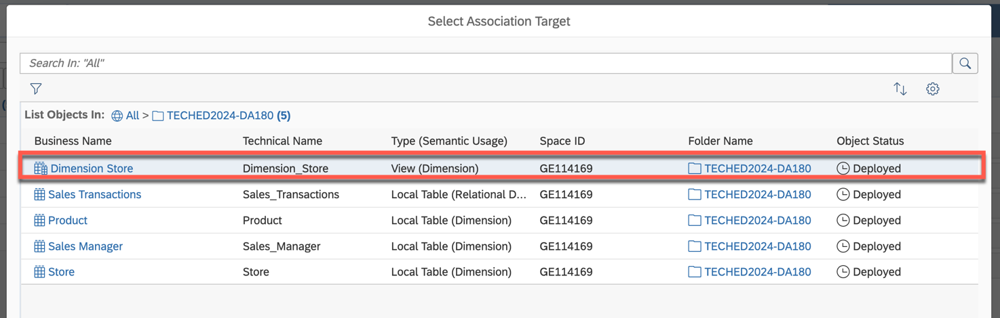 Select Association Target
Search In: "All"
List Objects In: All > TECHED2024-DA180 (5)
Business Name Technical Name Type (Semantic Usage) Space ID Folder Name Object Status
Dimension Store Dimension_Store View (Dimension) GE114169 TECHED2024-DA180 Deployed
Sales Transactions Sales_Transactions Local Table (Relational D... GE114169 TECHED2024-DA180 Deployed
Product Product Local Table (Dimension) GE114169 TECHED2024-DA180 Deployed
Sales Manager Sales_Manager Local Table (Dimension) GE114169 TECHED2024-DA180 Deployed
Store Store Local Table (Dimension) GE114169 TECHED2024-DA180 Deployed